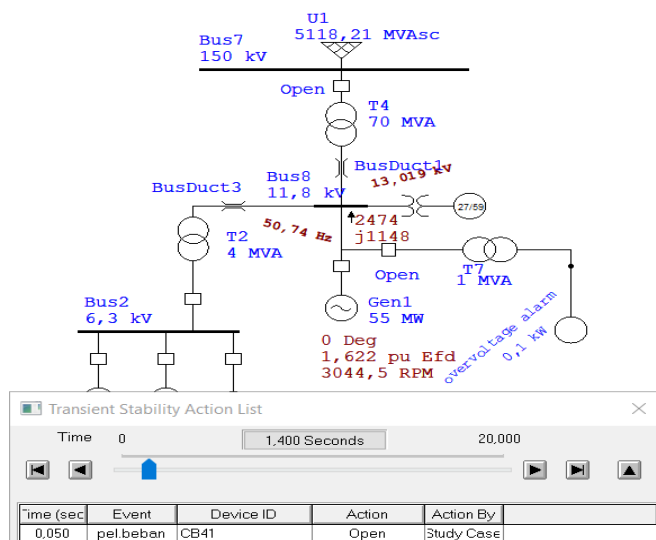 U1
5118,21 MVAsc
Bus7
150 kV
Open
T4
70 MVA
BusDuct1
Bus8
11,8 kV
13,019 kV
BusDuct3
27/59
50,74 Hz
2474
j1148
T2
4 MVA
Open
T7
1 MVA
Bus2
6,3 kV
Gen1
55 MW
overvoltage alarm
0,1 kW
0 Deg
1,622 pu Efd
3044,5 RPM
Transient Stability Action List
Time 0 1,400 Seconds 20,000
Time (sec Event Device ID Action Action By
0,050 pel.beban CB41 Open Study Case